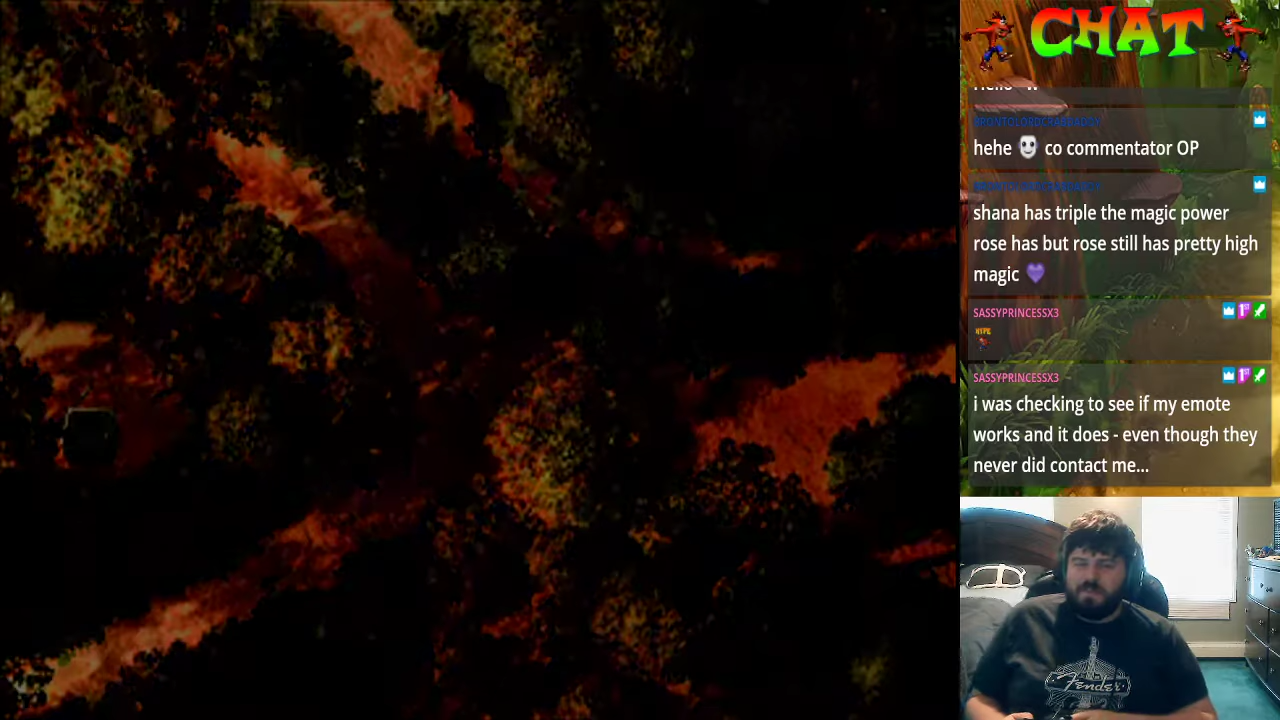 CHAT
hehe co commentator OP
shana has triple the magic power
rose has but rose still has pretty high
magic
SASSYPRINCESSX3
HYPE
SASSYPRINCESSX3
i was checking to see if my emote
works and it does - even though they
never did contact me...
Fender